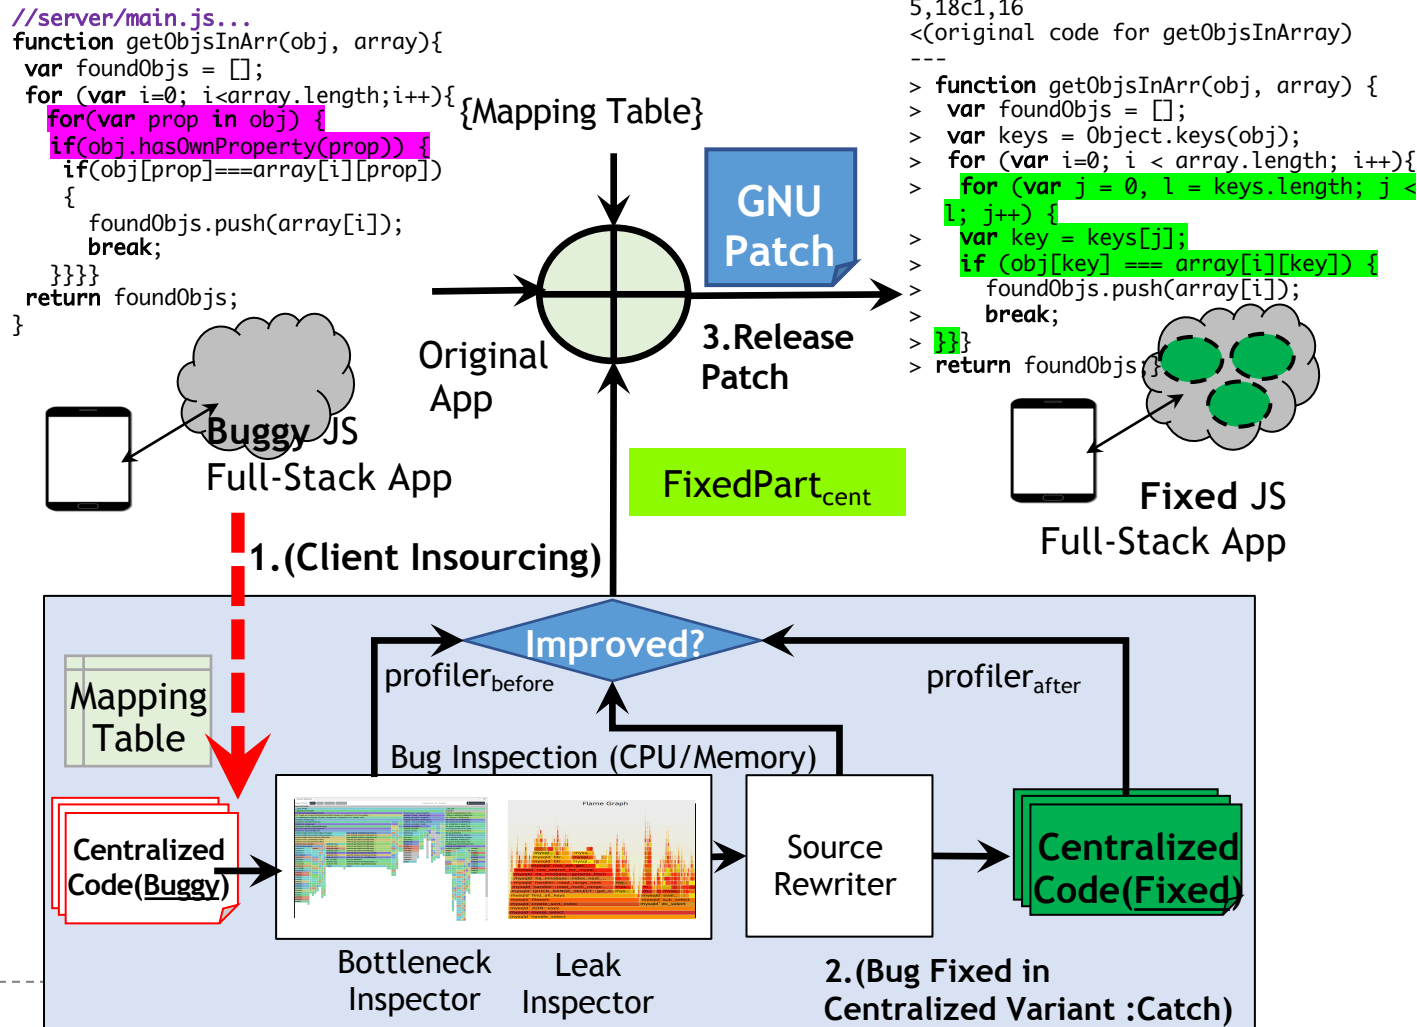 //server/main.js...
function getObjsInArr(obj, array){
var foundObjs = [];
for (var i=0; i<array.length;i++){
for(var prop in obj) {
if(obj.hasOwnProperty(prop)) {
if(obj[prop]===array[i][prop])
{
foundObjs.push(array[i]);
break;
}}}}
return foundObjs;
}
{Mapping Table}
GNU
Patch
5,18c1,16
<(original code for getObjsInArray)
---
> function getObjsInArr(obj, array) {
> var foundObjs = [];
> var keys = Object.keys(obj);
> for (var i=0; i < array.length; i++){
> for (var j = 0, l = keys.length; j <
l; j++) {
> var key = keys[j];
> if (obj[key] === array[i][key]) {
> foundObjs.push(array[i]);
> break;
> }}}
> return foundObjs;}
Original
App
3.Release
Patch
Buggy JS
Full-Stack App
FixedPartcent
Fixed JS
Full-Stack App
1.(Client Insourcing)
Improved?
profilerbefore
profilerafter
Mapping
Table
Bug Inspection (CPU/Memory)
Flame Graph
Centralized
Code(Buggy)
Source
Rewriter
Centralized
Code(Fixed)
Bottleneck
Inspector
Leak
Inspector
2.(Bug Fixed in
Centralized Variant :Catch)